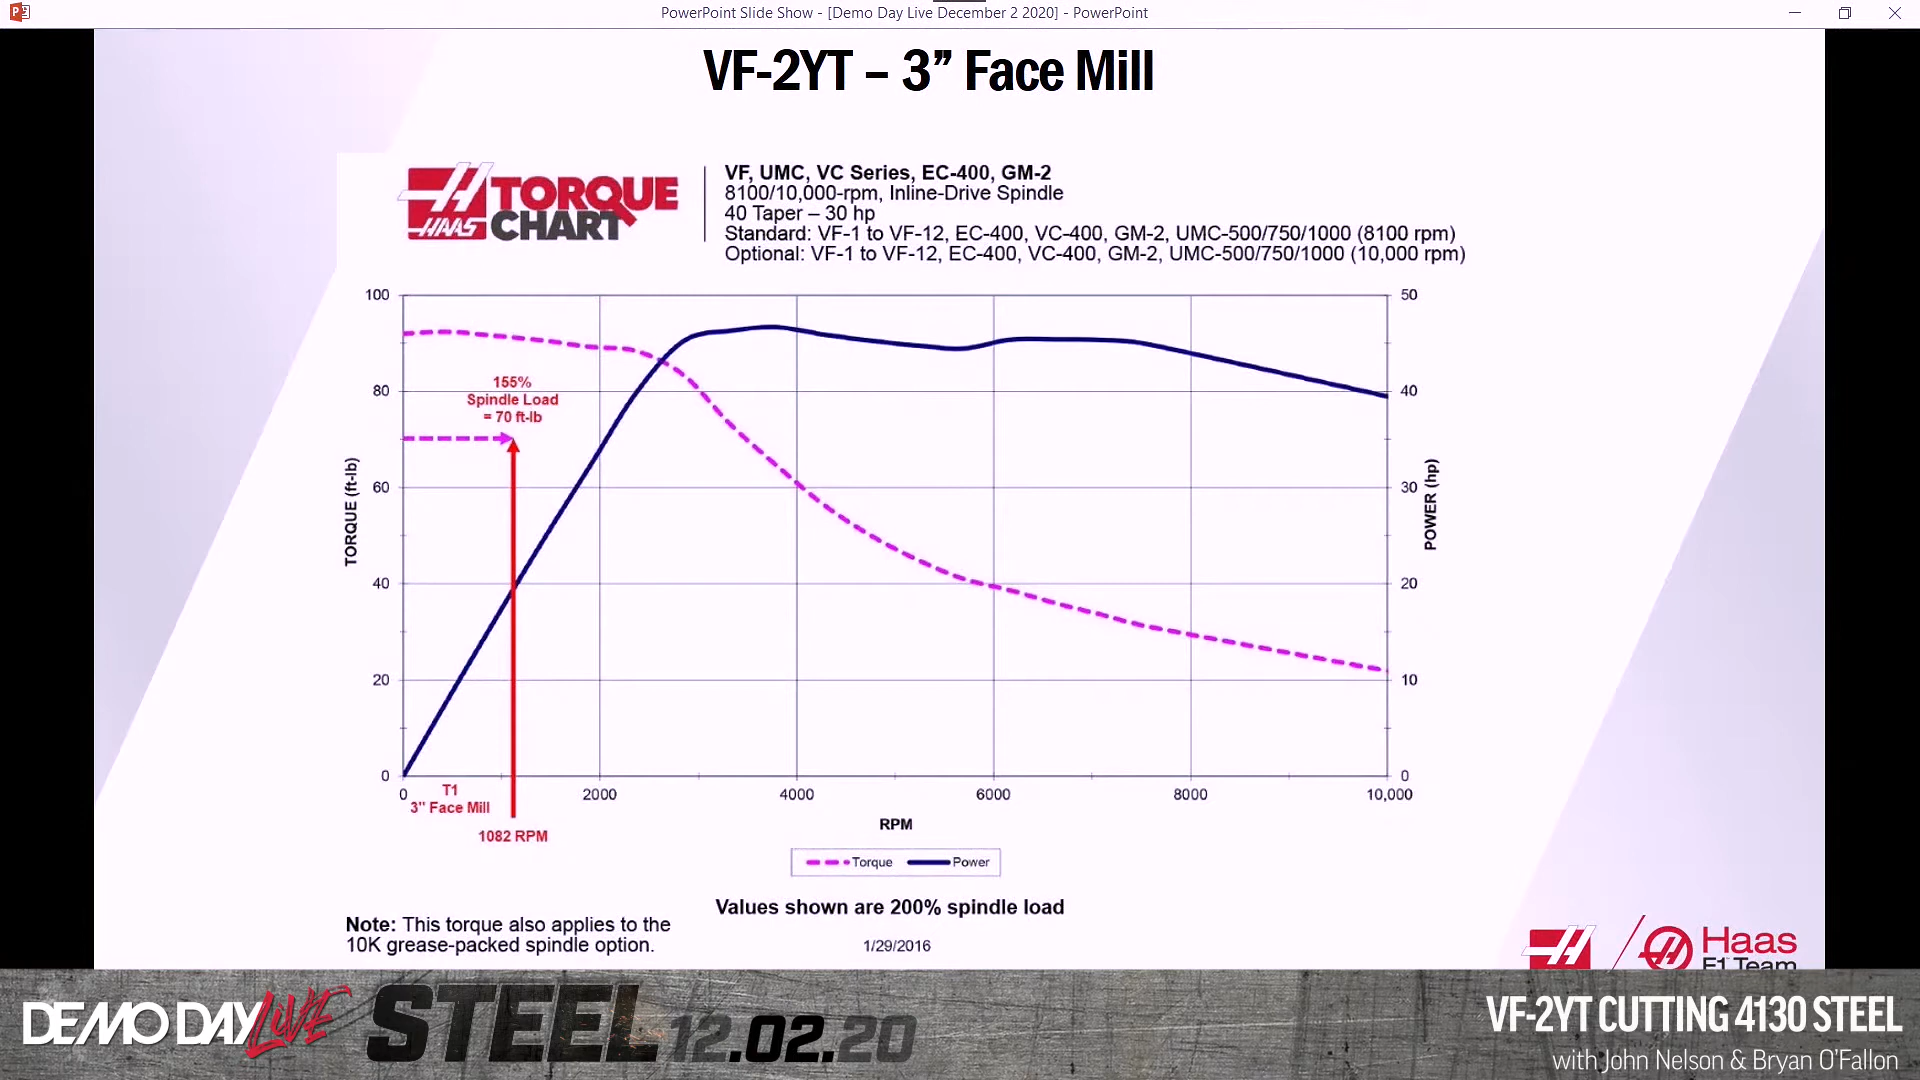 PowerPoint Slide Show - [Demo Day Live December 2 2020] - PowerPoint
VF-2YT – 3” Face Mill
HAAS
TORQUE
CHART
VF, UMC, VC Series, EC-400, GM-2
8100/10,000-rpm, Inline-Drive Spindle
40 Taper – 30 hp
Standard: VF-1 to VF-12, EC-400, VC-400, GM-2, UMC-500/750/1000 (8100 rpm)
Optional: VF-1 to VF-12, EC-400, VC-400, GM-2, UMC-500/750/1000 (10,000 rpm)
100
80
60
40
20
0
TORQUE (ft-lb)
155%
Spindle Load
= 70 ft-lb
50
40
30
20
10
0
POWER (hp)
0
2000
4000
6000
8000
10,000
T1
3" Face Mill
1082 RPM
RPM
Torque
Power
Values shown are 200% spindle load
1/29/2016
Note: This torque also applies to the
10K grease-packed spindle option.
Haas
F1 Team
DEMO DAY LIVE
STEEL 12.02.20
VF-2YT CUTTING 4130 STEEL
with John Nelson & Bryan O'Fallon